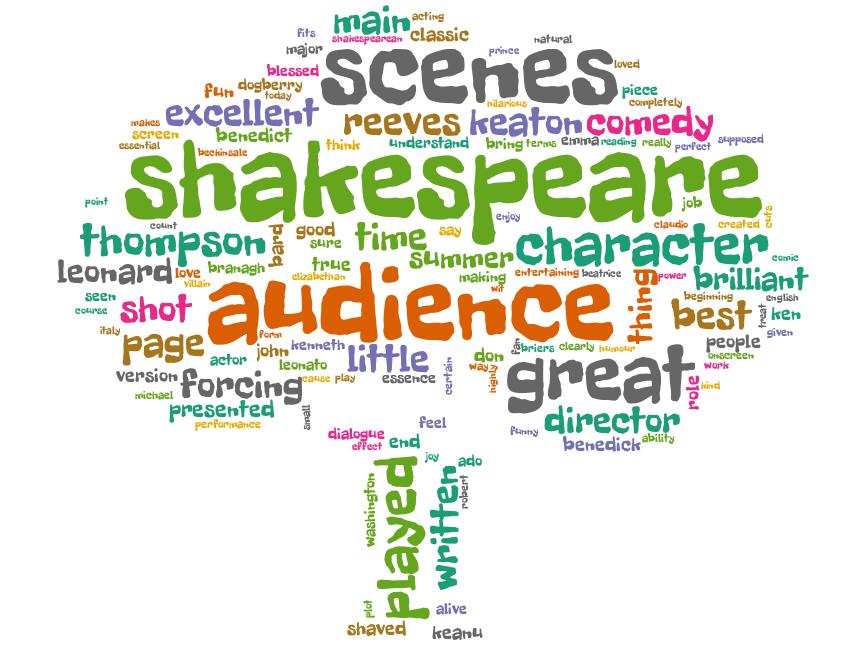 main acting
fits shakespearean classic
major scenes prince natural loved
blessed
fun dogberry today piece
excellent hilarious completely
makes screen benedict reeves keaton comedy
essential beckinsale think understand bring terms emma reading really perfect supposed
shakespeare job
point enjoy
count bard good time say claudio created cuts
thompson sure character comic
leonard love branagh true summer entertaining beatrice power brilliant
villain elizabethan making wit
seen shot audience thing beginning english
course best treat ken
italy form people given
page john kenneth little don fan briers clearly humour onscreen
actor leonato certain wayly great work
version forcing cause play essence highly role kind
michael presented small director
performance feel funny ability
dialogue end benedick
effect joy ado
washington played written robert
plot alive
shaved keanu